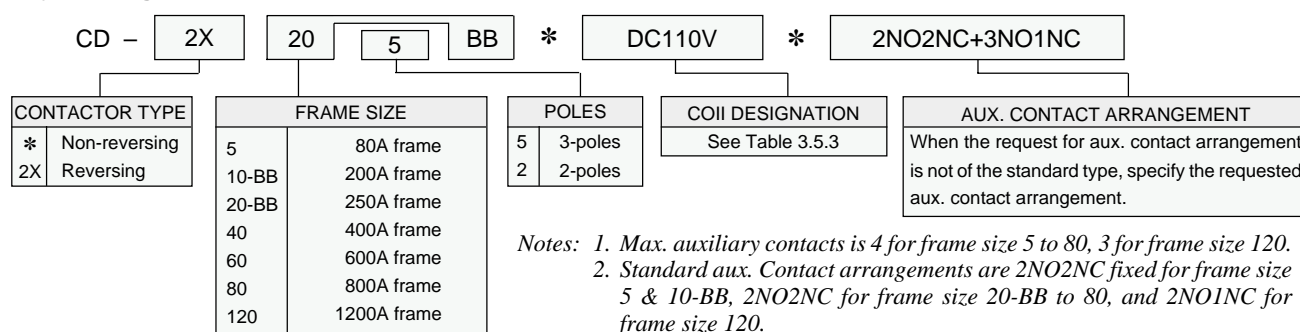 CD – 2X 20 5 BB * DC110V * 2NO2NC+3NO1NC
CONTACTOR TYPE
* Non-reversing
2X Reversing
FRAME SIZE
5 80A frame
10-BB 200A frame
20-BB 250A frame
40 400A frame
60 600A frame
80 800A frame
120 1200A frame
POLES
5 3-poles
2 2-poles
COIl DESIGNATION
See Table 3.5.3
AUX. CONTACT ARRANGEMENT
When the request for aux. contact arrangement
is not of the standard type, specify the requested
aux. contact arrangement.
Notes: 1. Max. auxiliary contacts is 4 for frame size 5 to 80, 3 for frame size 120.
2. Standard aux. Contact arrangements are 2NO2NC fixed for frame size
5 & 10-BB, 2NO2NC for frame size 20-BB to 80, and 2NO1NC for
frame size 120.